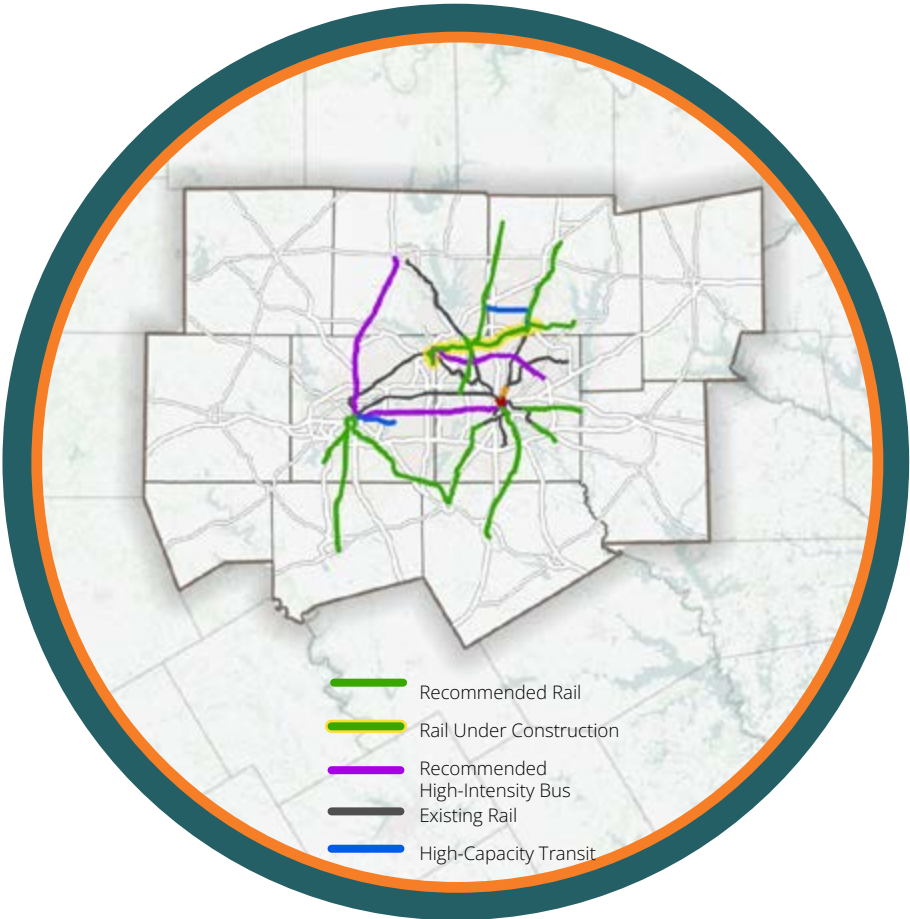 Recommended Rail
Rail Under Construction
Recommended
High-Intensity Bus
Existing Rail
High-Capacity Transit